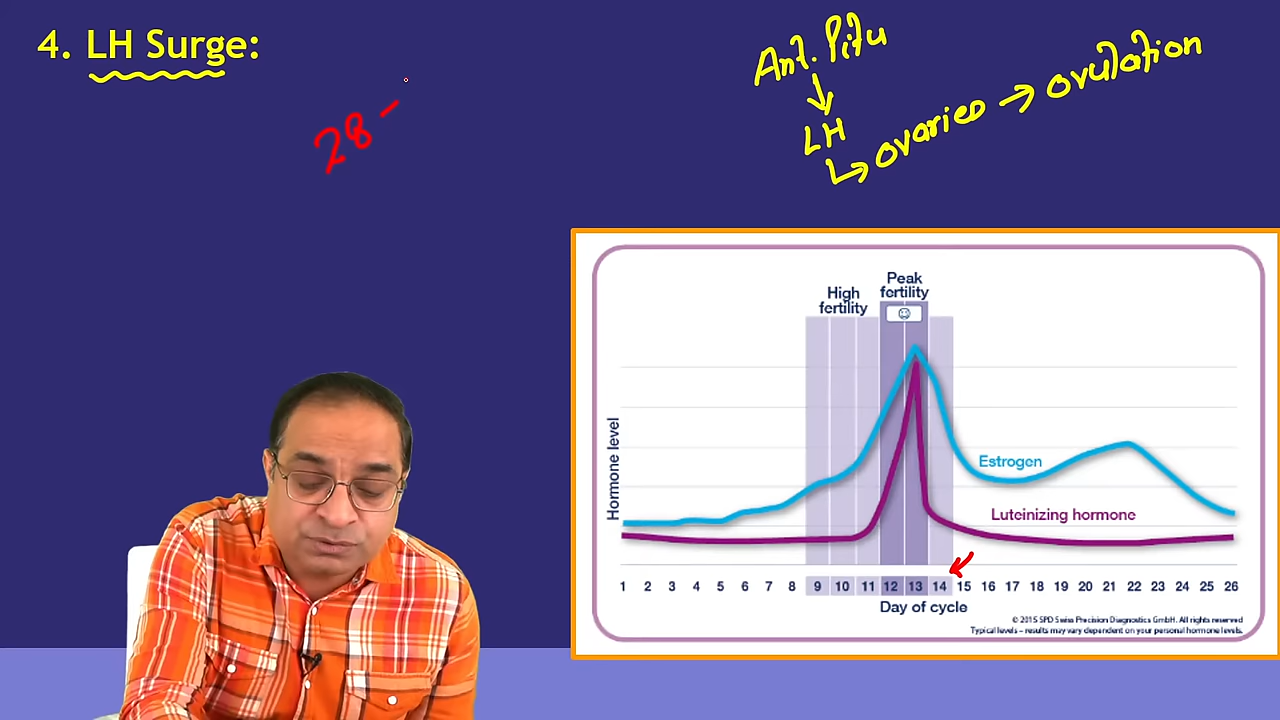 4. LH Surge:
28 -
Ant. Pitu
↓
LH
↳ ovaries → ovulation
High fertility
Peak fertility
Hormone level
Estrogen
Luteinizing hormone
1 2 3 4 5 6 7 8 9 10 11 12 13 14 15 16 17 18 19 20 21 22 23 24 25 26
Day of cycle
© 2015 SPD Swiss Precision Diagnostics GmbH. All rights reserved
Typical levels – results may vary dependent on your personal hormone levels.